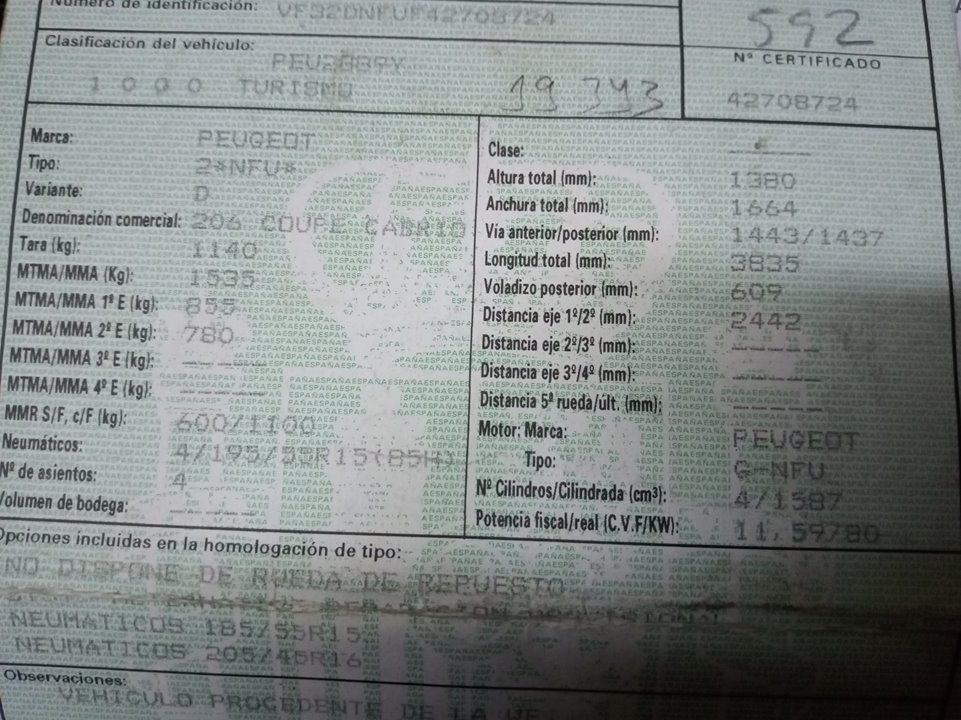 Número de identificación: VF32DNFUF42708724
592
Clasificación del vehículo:
Nº CERTIFICADO
1 0 0 0 TURISMO
19 343
42708724
Marca: PEUGEOT
Tipo: 2*NFU*
Variante: D
Denominación comercial: 206 COUPE CABRIO
Tara (kg): 1140
MTMA/MMA (Kg): 1535
MTMA/MMA 1º E (kg): 855
MTMA/MMA 2º E (kg): 780
MTMA/MMA 3º E (kg): ---
MTMA/MMA 4º E (kg): ---
MMR S/F, c/F (kg): 600/1100
Neumáticos: 4/195/55R15(85H)
Nº de asientos: 4
Volumen de bodega: ---
Clase: ---
Altura total (mm): 1380
Anchura total (mm): 1664
Vía anterior/posterior (mm): 1443/1437
Longitud total (mm): 3835
Voladizo posterior (mm): 609
Distancia eje 1º/2º (mm): 2442
Distancia eje 2º/3º (mm): ---
Distancia eje 3º/4º (mm): ---
Distancia 5ª rueda/últ. (mm): ---
Motor: Marca: PEUGEOT
Tipo: G-NFU
Nº Cilindros/Cilindrada (cm³): 4/1587
Potencia fiscal/real (C.V.F/KW): 11,59/80
Opciones incluidas en la homologación de tipo:
NO DISPONE DE RUEDA DE REPUESTO
NEUMATICOS 185/55R15
NEUMATICOS 205/45R16
Observaciones:
VEHICULO PROCEDENTE DE LA UE